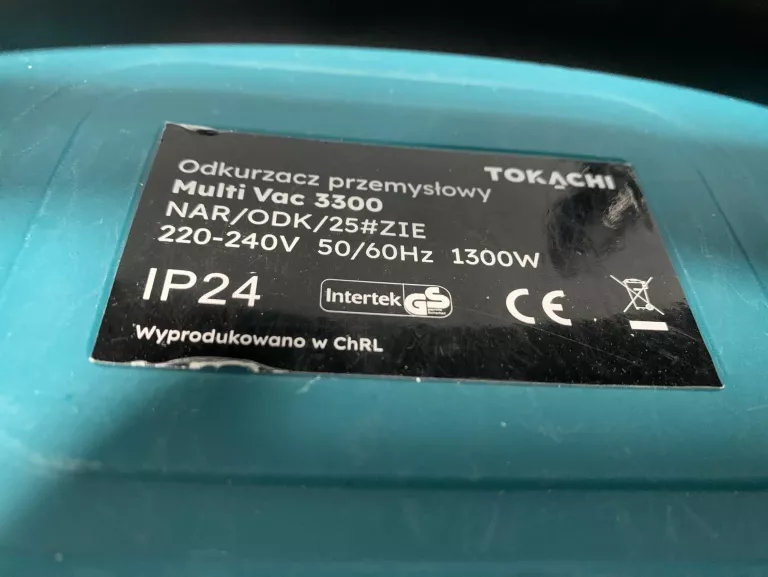 Odkurzacz przemysłowy TOKACHI
Multi Vac 3300
NAR/ODK/25#ZIE
220-240V 50/60Hz 1300W
IP24 Intertek GS CE
Wyprodukowano w ChRL